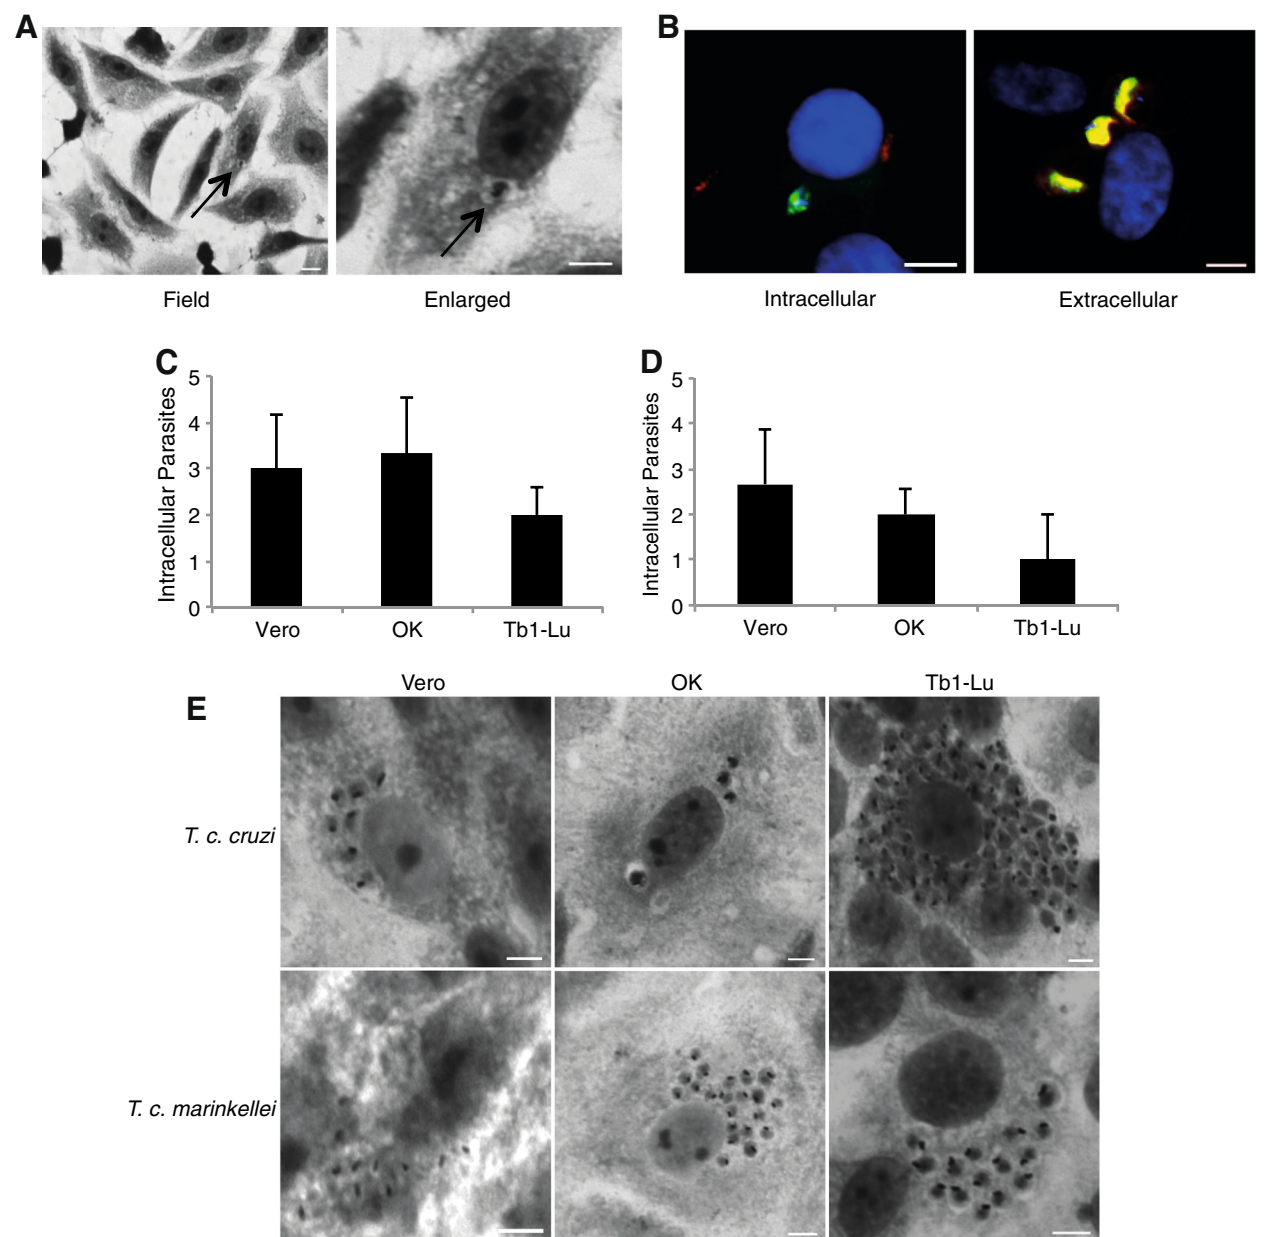 A
B
Field
Enlarged
Intracellular
Extracellular
C
D
Intracellular Parasites
5
4
3
2
1
0
Vero
OK
Tb1-Lu
Intracellular Parasites
5
4
3
2
1
0
Vero
OK
Tb1-Lu
Vero
OK
Tb1-Lu
E
T. c. cruzi
T. c. marinkellei